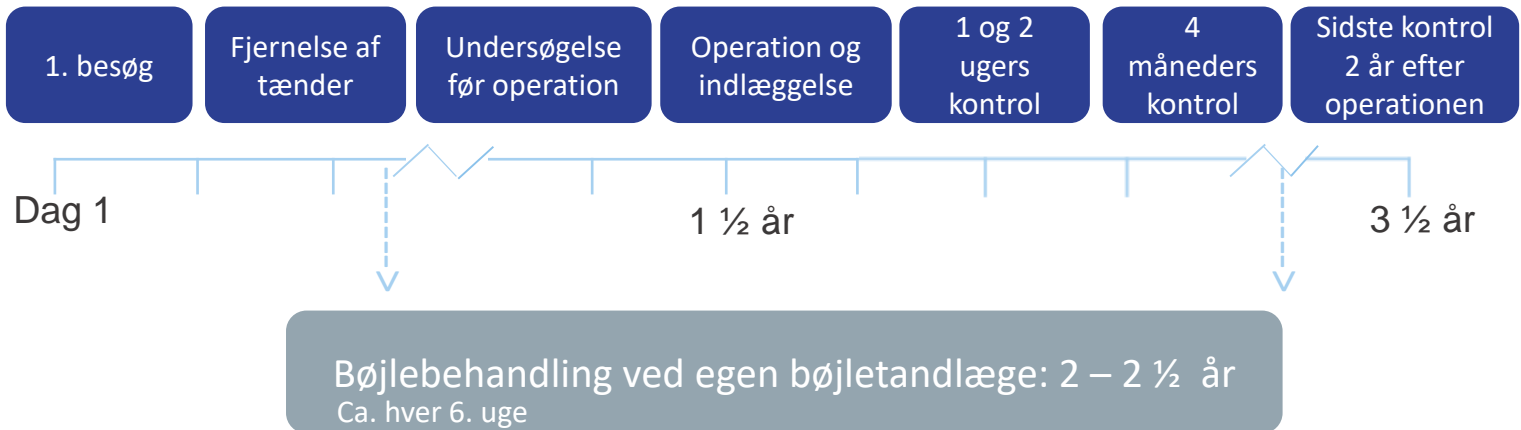 1. besøg
Fjernelse af
tænder
Undersøgelse
før operation
Operation og
indlæggelse
1 og 2
ugers
kontrol
4
måneders
kontrol
Sidste kontrol
2 år efter
operationen
Dag 1
1 ½ år
3 ½ år
Bøjlebehandling ved egen bøjletandlæge: 2 – 2 ½ år
Ca. hver 6. uge